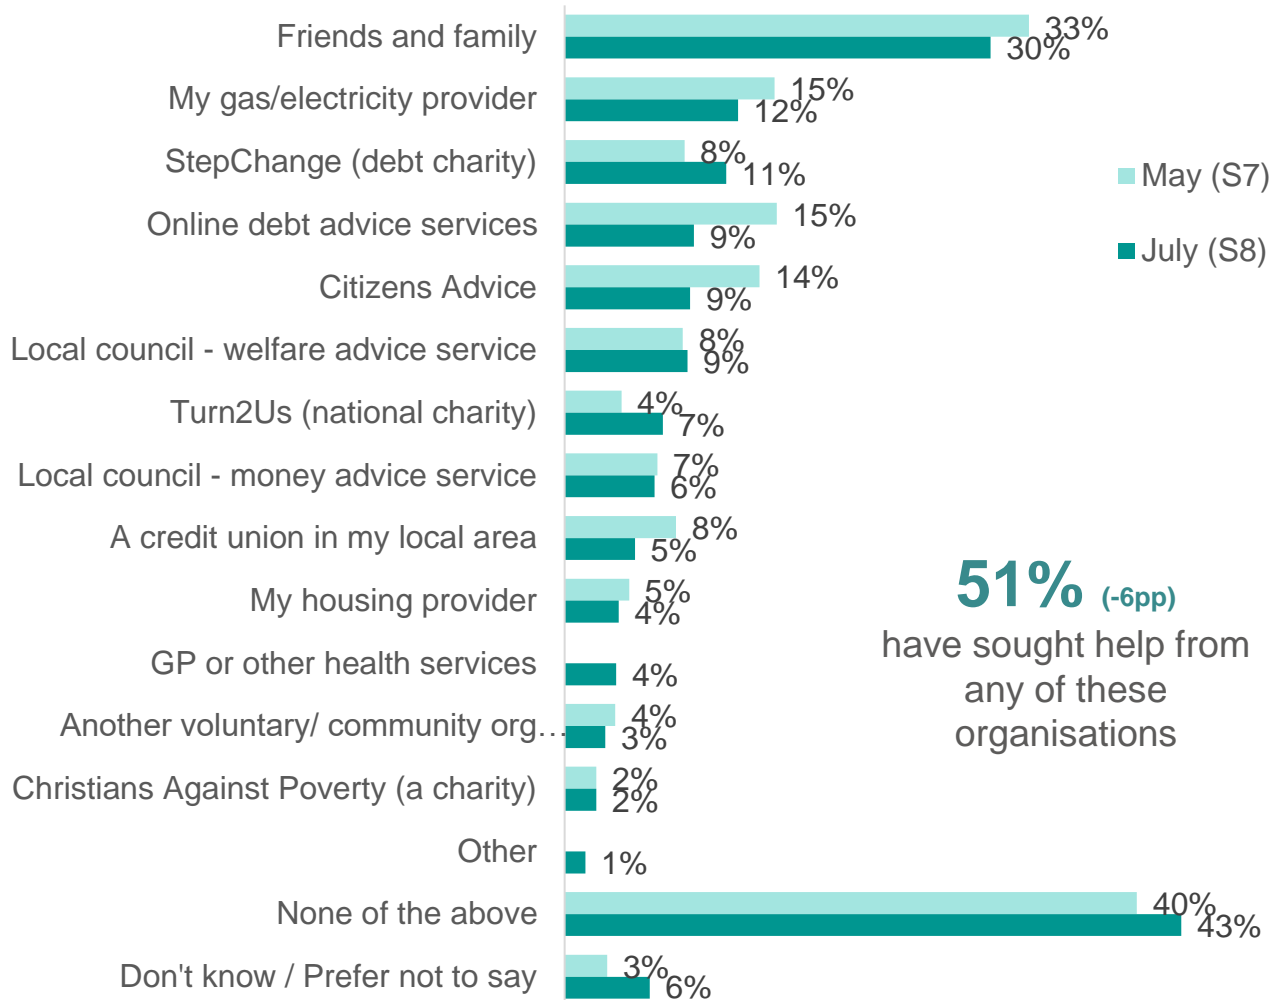 Friends and family
33%
30%
My gas/electricity provider
15%
12%
StepChange (debt charity)
8%
11%
May (S7)
Online debt advice services
15%
9%
July (S8)
Citizens Advice
14%
9%
Local council - welfare advice service
8%
9%
Turn2Us (national charity)
4%
7%
Local council - money advice service
7%
6%
A credit union in my local area
8%
5%
My housing provider
5%
4%
51% (-6pp)
have sought help from
any of these
organisations
GP or other health services
4%
Another voluntary/ community org…
4%
3%
Christians Against Poverty (a charity)
2%
2%
Other
1%
None of the above
40%
43%
Don't know / Prefer not to say
3%
6%